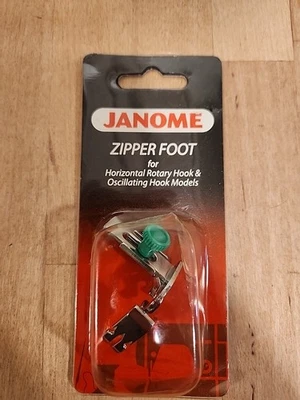 JANOME
ZIPPER FOOT
for
Horizontal Rotary Hook &
Oscillating Hook Models